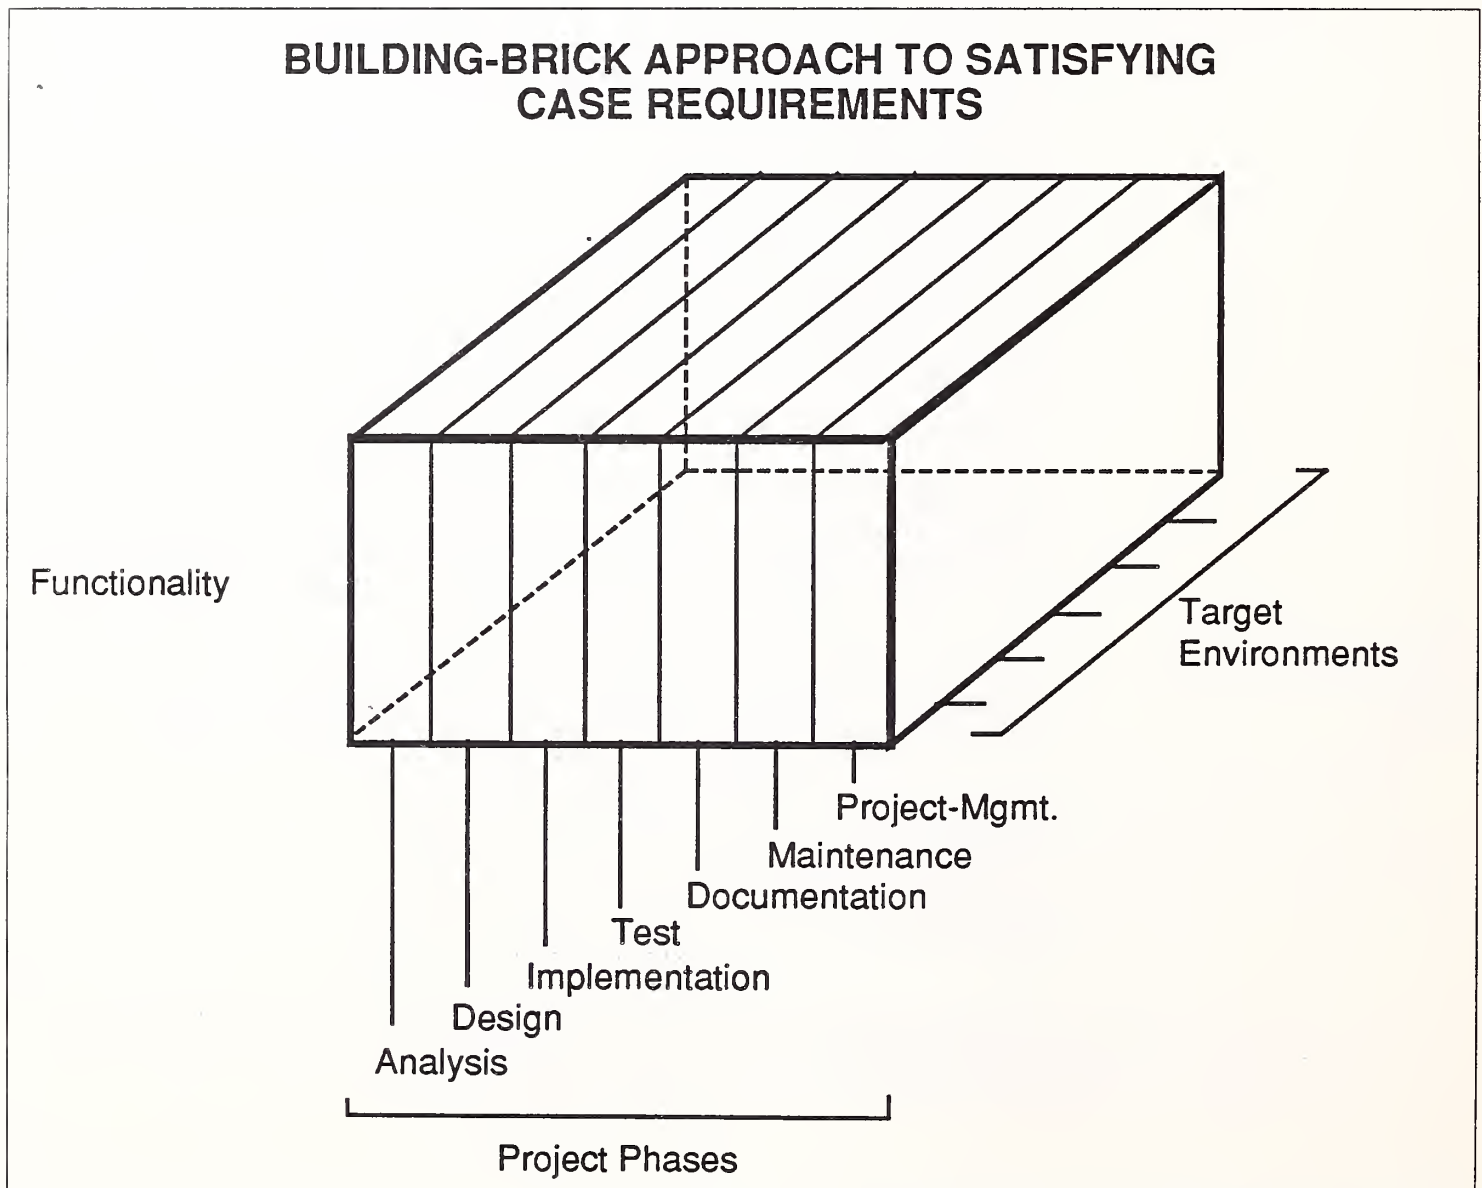 BUILDING-BRICK APPROACH TO SATISFYING
CASE REQUIREMENTS
Functionality
Target
Environments
Project-Mgmt.
Maintenance
Documentation
Test
Implementation
Design
Analysis
Project Phases